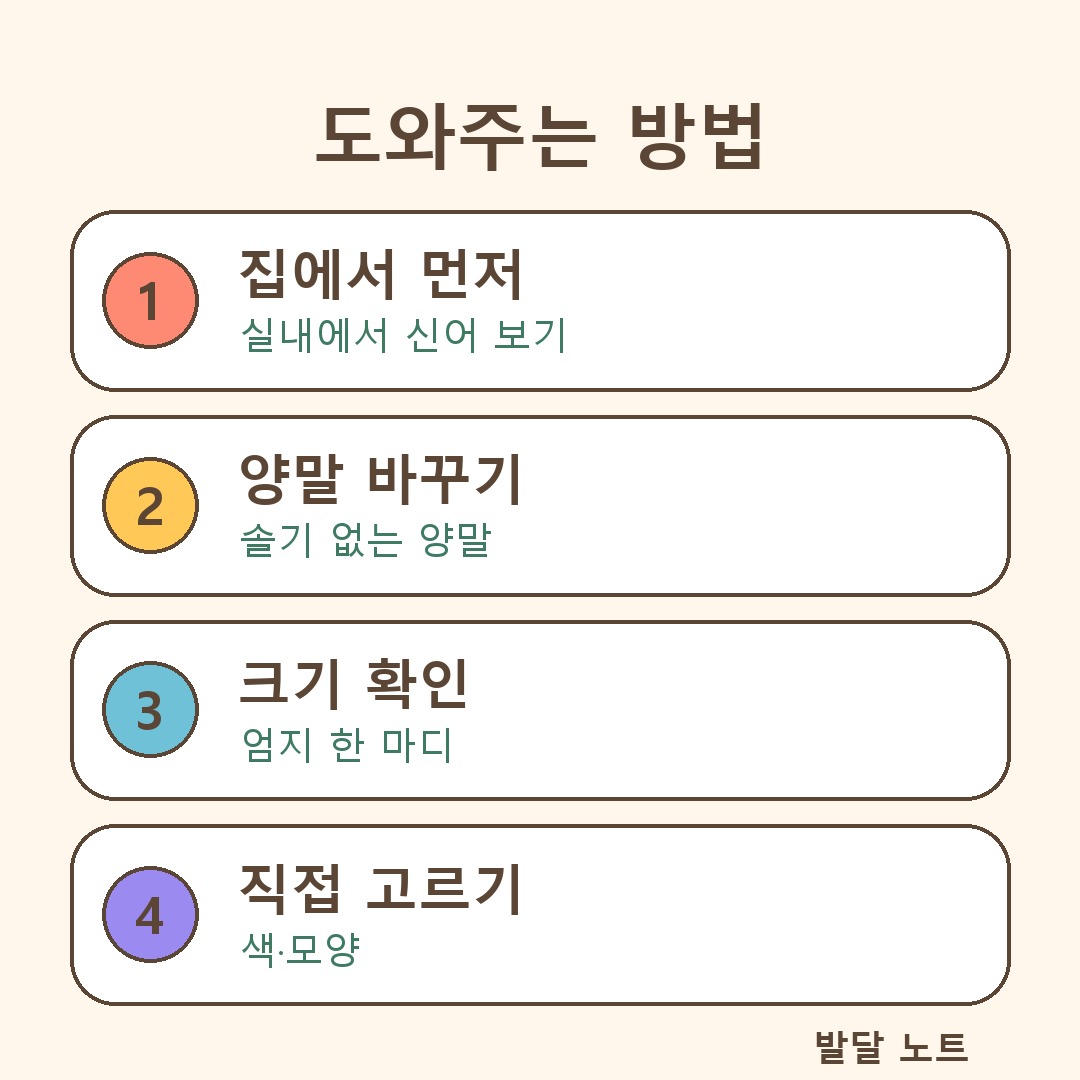 도와주는 방법
1
집에서 먼저
실내에서 신어 보기
2
양말 바꾸기
솔기 없는 양말
3
크기 확인
엄지 한 마디
4
직접 고르기
색·모양
발달 노트